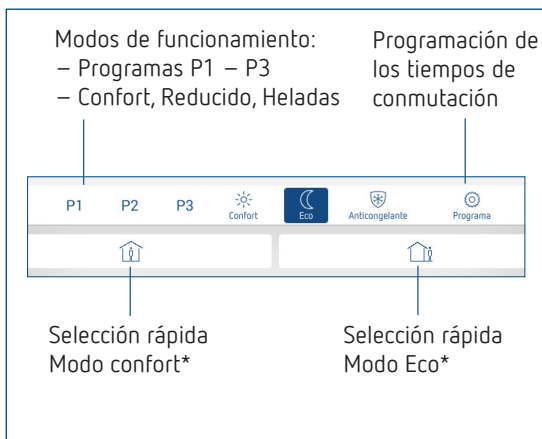 Modos de funcionamiento:
– Programas P1 – P3
– Confort, Reducido, Heladas
Programación de
los tiempos de
conmutación
P1 P2 P3 Confort Eco Anticongelante Programa
Selección rápida
Modo confort*
Selección rápida
Modo Eco*